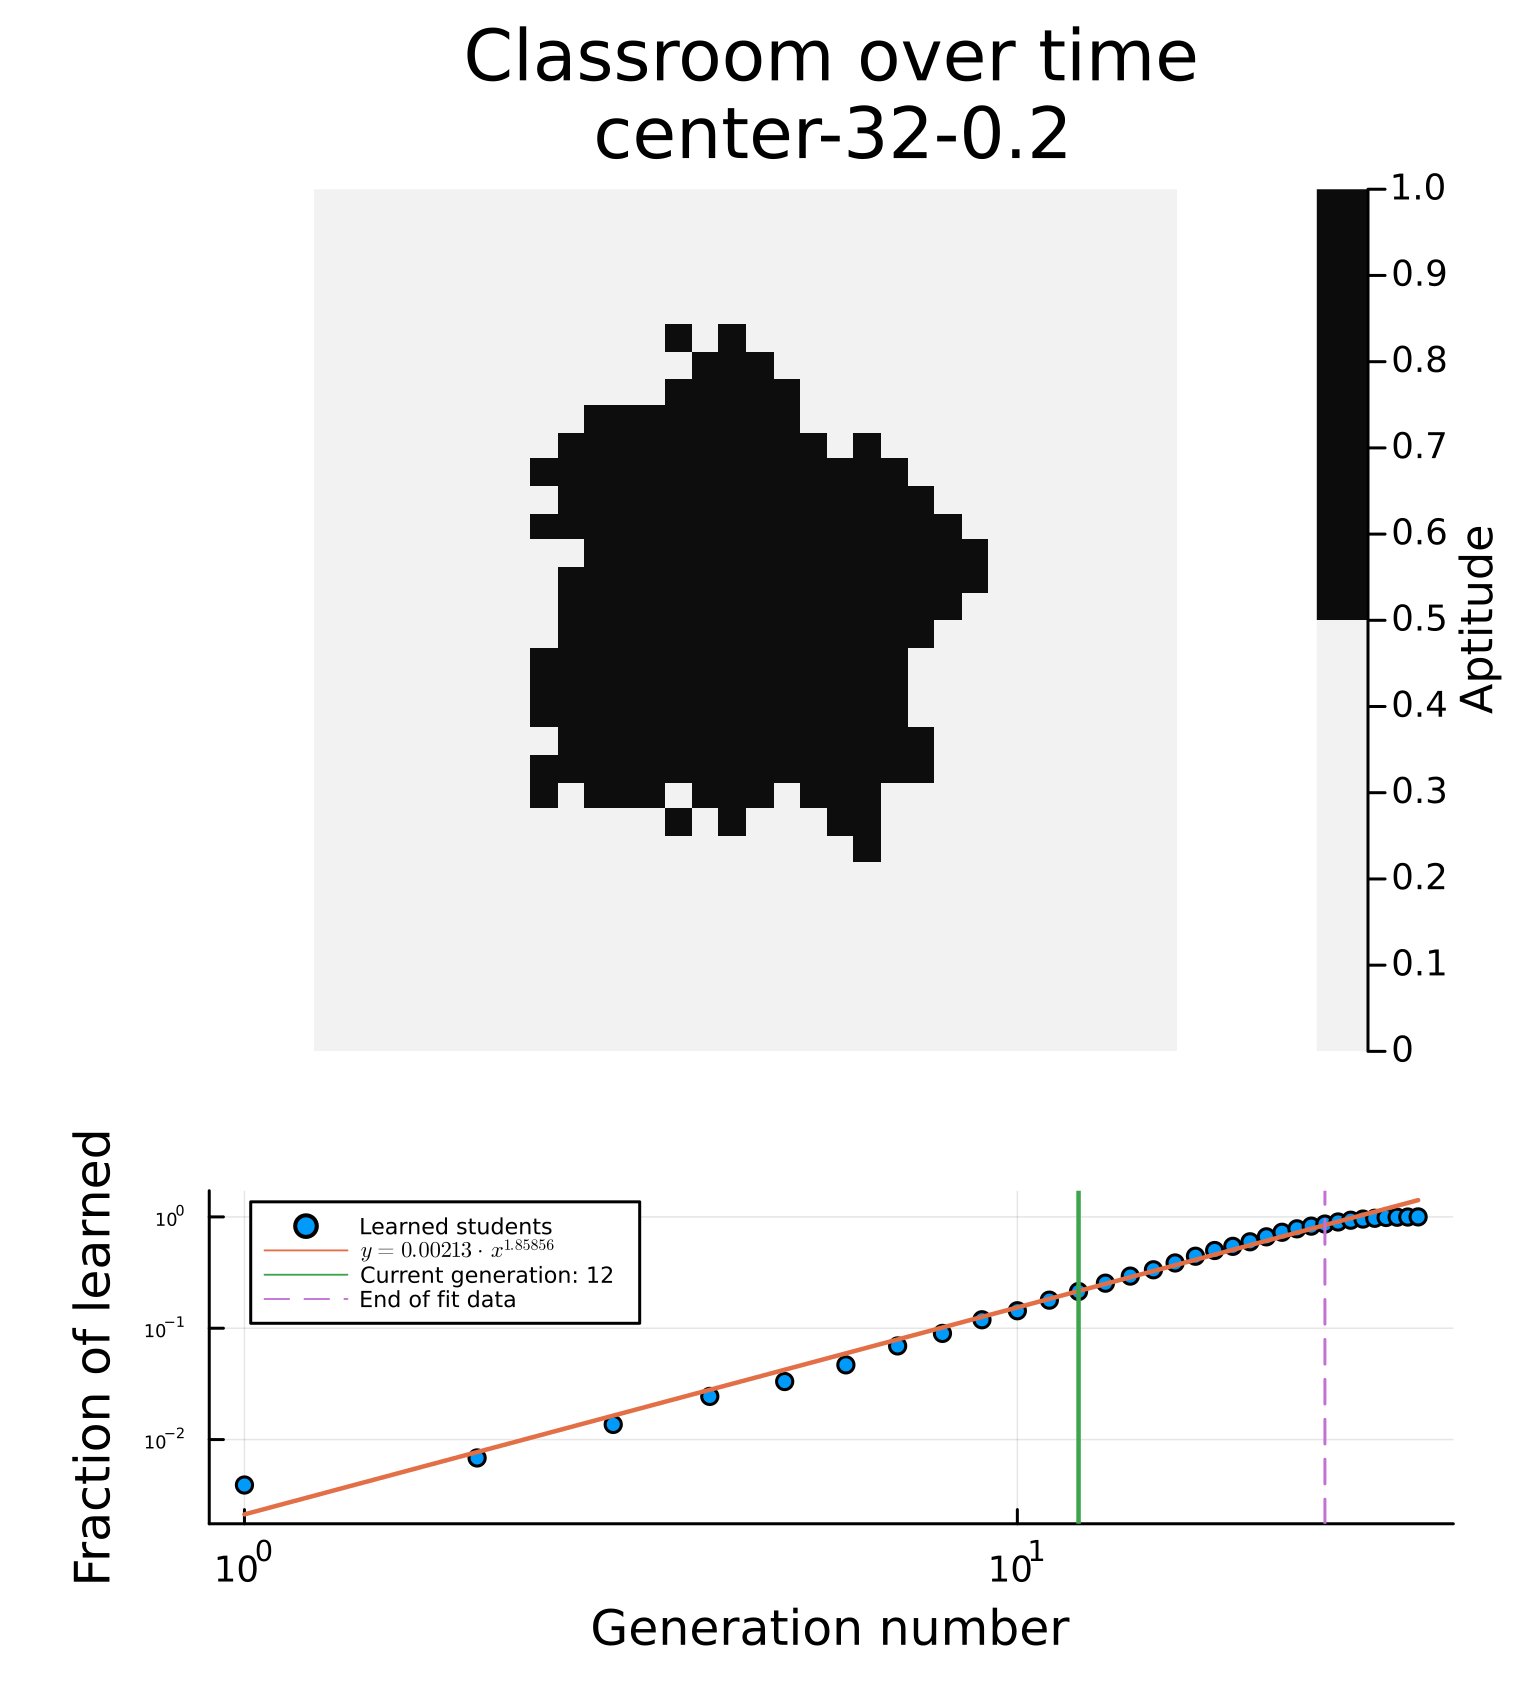 Classroom over time
center-32-0.2
1.0
0.9
0.8
0.7
0.6
0.5
0.4
0.3
0.2
0.1
0
Aptitude
Fraction of learned
10^0
10^−1
10^−2
Learned students
y = 0.00213 · x^1.85856
Current generation: 12
End of fit data
10^0
10^1
Generation number